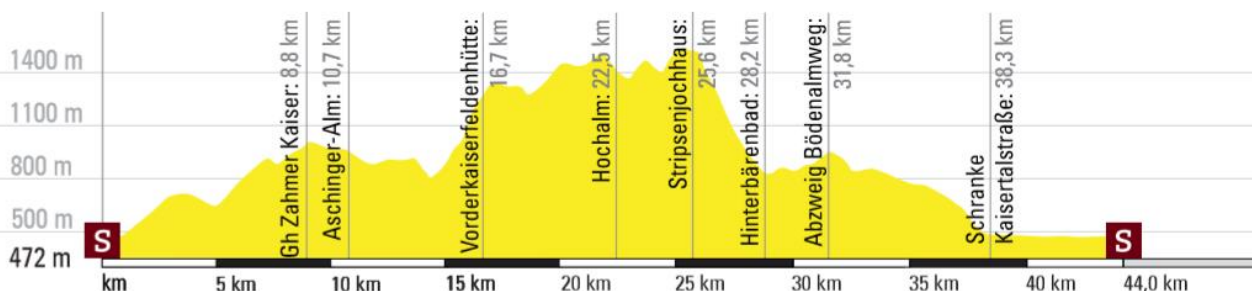 1400 m
1100 m
800 m
500 m
472 m
S
Gh Zahmer Kaiser: 8,8 km
Aschinger-Alm: 10,7 km
Vorderkaiserfeldenhütte:
16,7 km
Hochalm: 22,5 km
Stripsenjochhaus:
25,6 km
Hinterbärenbad: 28,2 km
Abzweig Bödenalmweg:
31,8 km
Schranke
Kaisertalstraße: 38,3 km
S
km
5 km
10 km
15 km
20 km
25 km
30 km
35 km
40 km
44,0 km